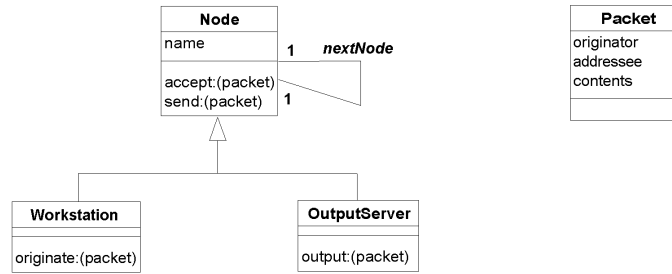 Node
name
accept:(packet)
send:(packet)
1
nextNode
1
Packet
originator
addressee
contents
Workstation
originate:(packet)
OutputServer
output:(packet)